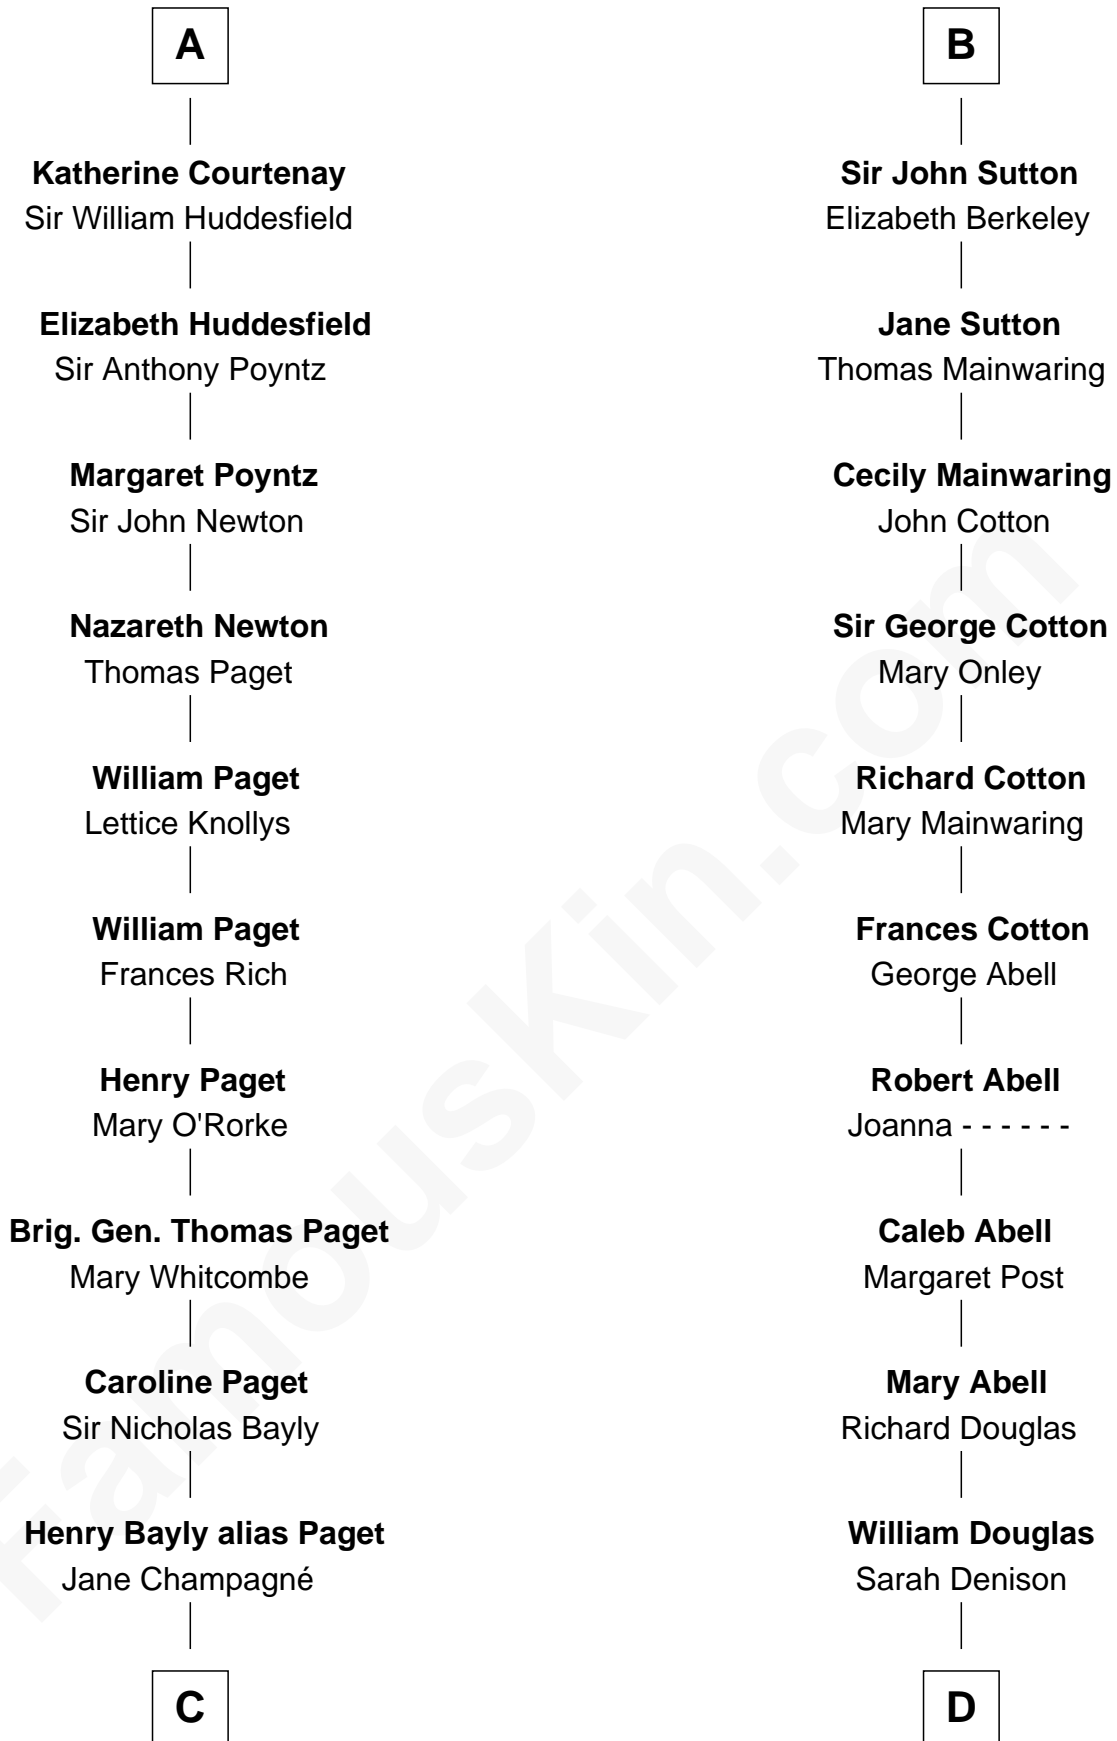 A
Katherine Courtenay
Sir William Huddesfield
Elizabeth Huddesfield
Sir Anthony Poyntz
Margaret Poyntz
Sir John Newton
Nazareth Newton
Thomas Paget
William Paget
Lettice Knollys
William Paget
Frances Rich
Henry Paget
Mary O'Rorke
Brig. Gen. Thomas Paget
Mary Whitcombe
Caroline Paget
Sir Nicholas Bayly
Henry Bayly alias Paget
Jane Champagné
C
B
Sir John Sutton
Elizabeth Berkeley
Jane Sutton
Thomas Mainwaring
Cecily Mainwaring
John Cotton
Sir George Cotton
Mary Onley
Richard Cotton
Mary Mainwaring
Frances Cotton
George Abell
Robert Abell
Joanna - - - - - -
Caleb Abell
Margaret Post
Mary Abell
Richard Douglas
William Douglas
Sarah Denison
D
FamousKin.com